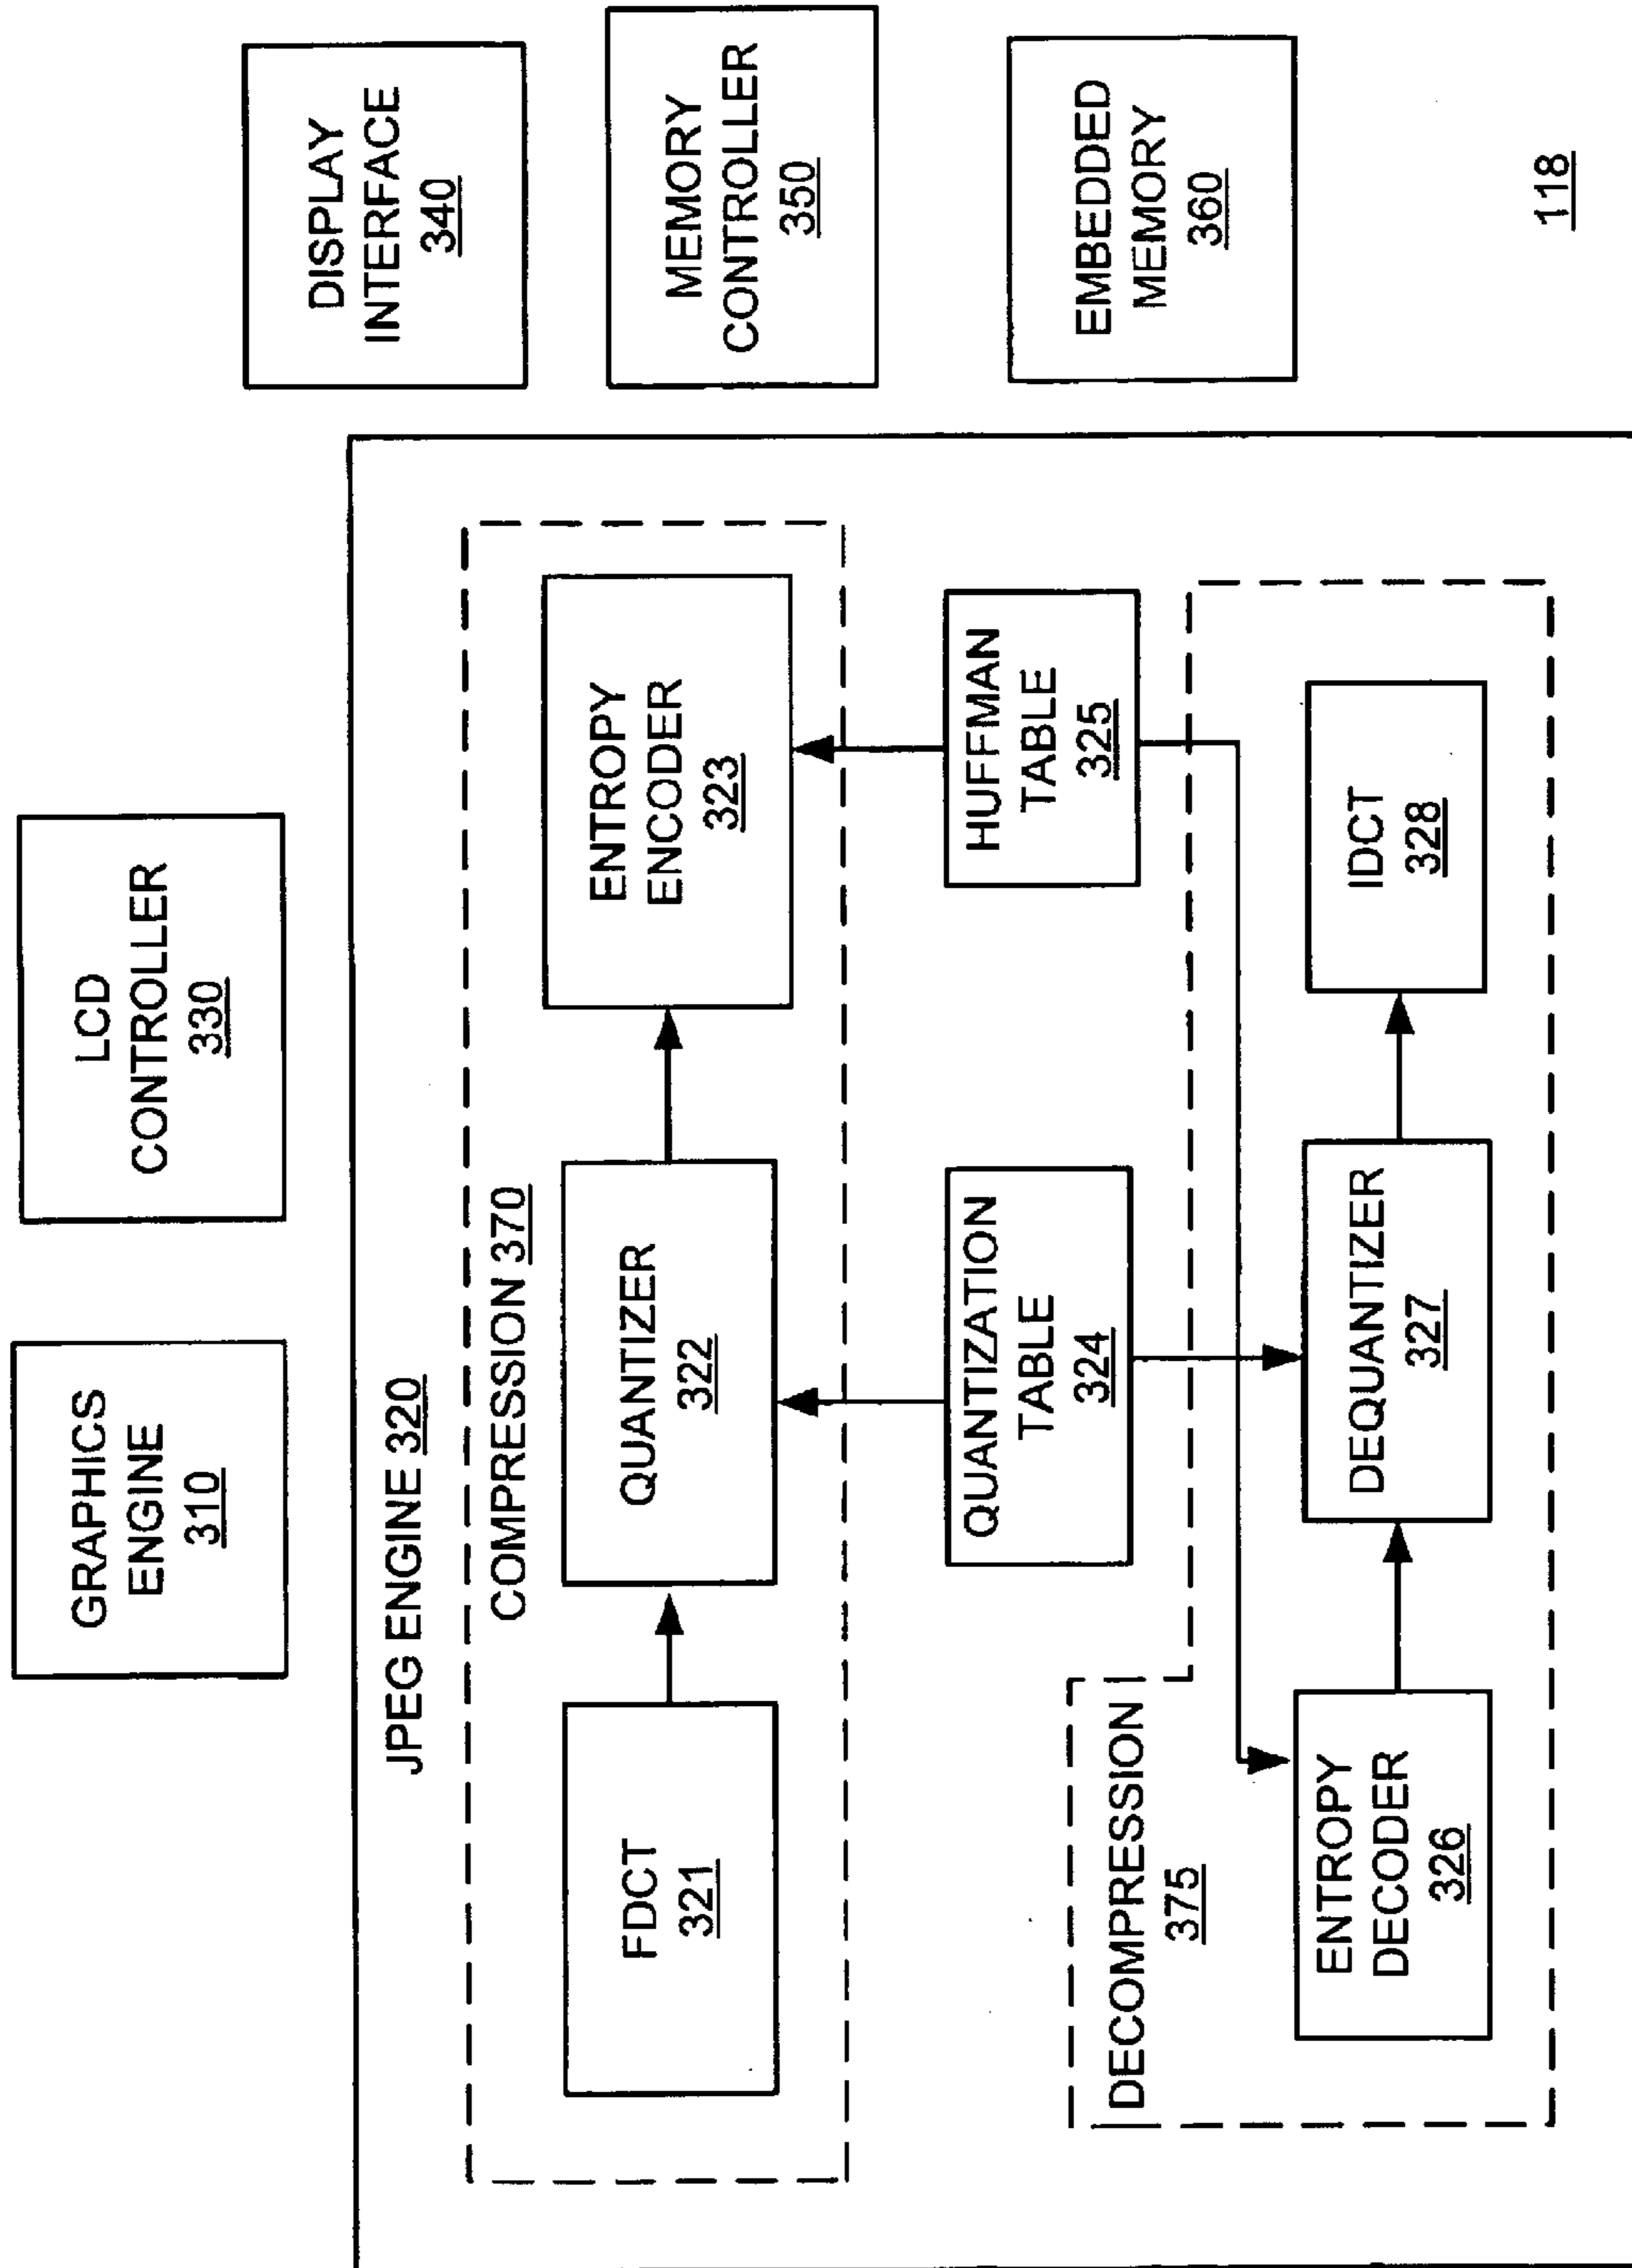 GRAPHICS
ENGINE
310
LCD
CONTROLLER
330
DISPLAY
INTERFACE
340
MEMORY
CONTROLLER
350
EMBEDDED
MEMORY
360
118
JPEG ENGINE 320
COMPRESSION 370
FDCT
321
QUANTIZER
322
ENTROPY
ENCODER
323
QUANTIZATION
TABLE
324
HUFFMAN
TABLE
325
DECOMPRESSION
375
ENTROPY
DECODER
326
DEQUANTIZER
327
IDCT
328